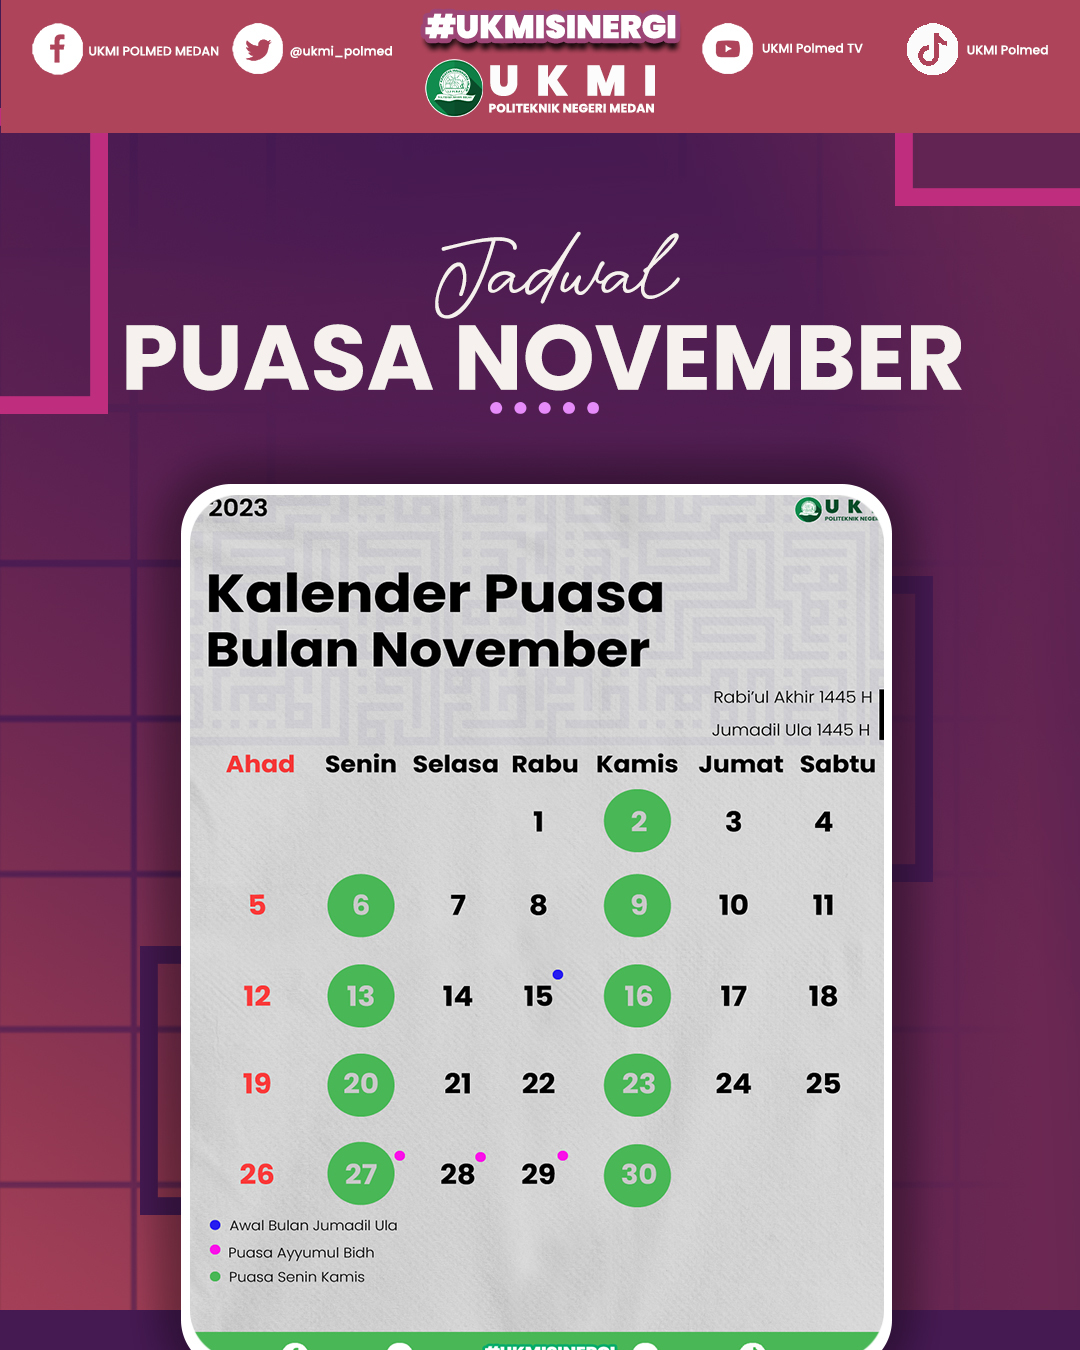 #UKMISINERGI
UKMI POLMED MEDAN
@ukmi_polmed
UKMI
POLITEKNIK NEGERI MEDAN
UKMI Polmed TV
UKMI Polmed
Jadwal
PUASA NOVEMBER
2023
UK
POLITEKNIK NEGE
Kalender Puasa
Bulan November
Rabi'ul Akhir 1445 H
Jumadil Ula 1445 H
Ahad Senin Selasa Rabu Kamis Jumat Sabtu
1 2 3 4
5 6 7 8 9 10 11
12 13 14 15 16 17 18
19 20 21 22 23 24 25
26 27 28 29 30
Awal Bulan Jumadil Ula
Puasa Ayyumul Bidh
Puasa Senin Kamis
#UKMISINERGI